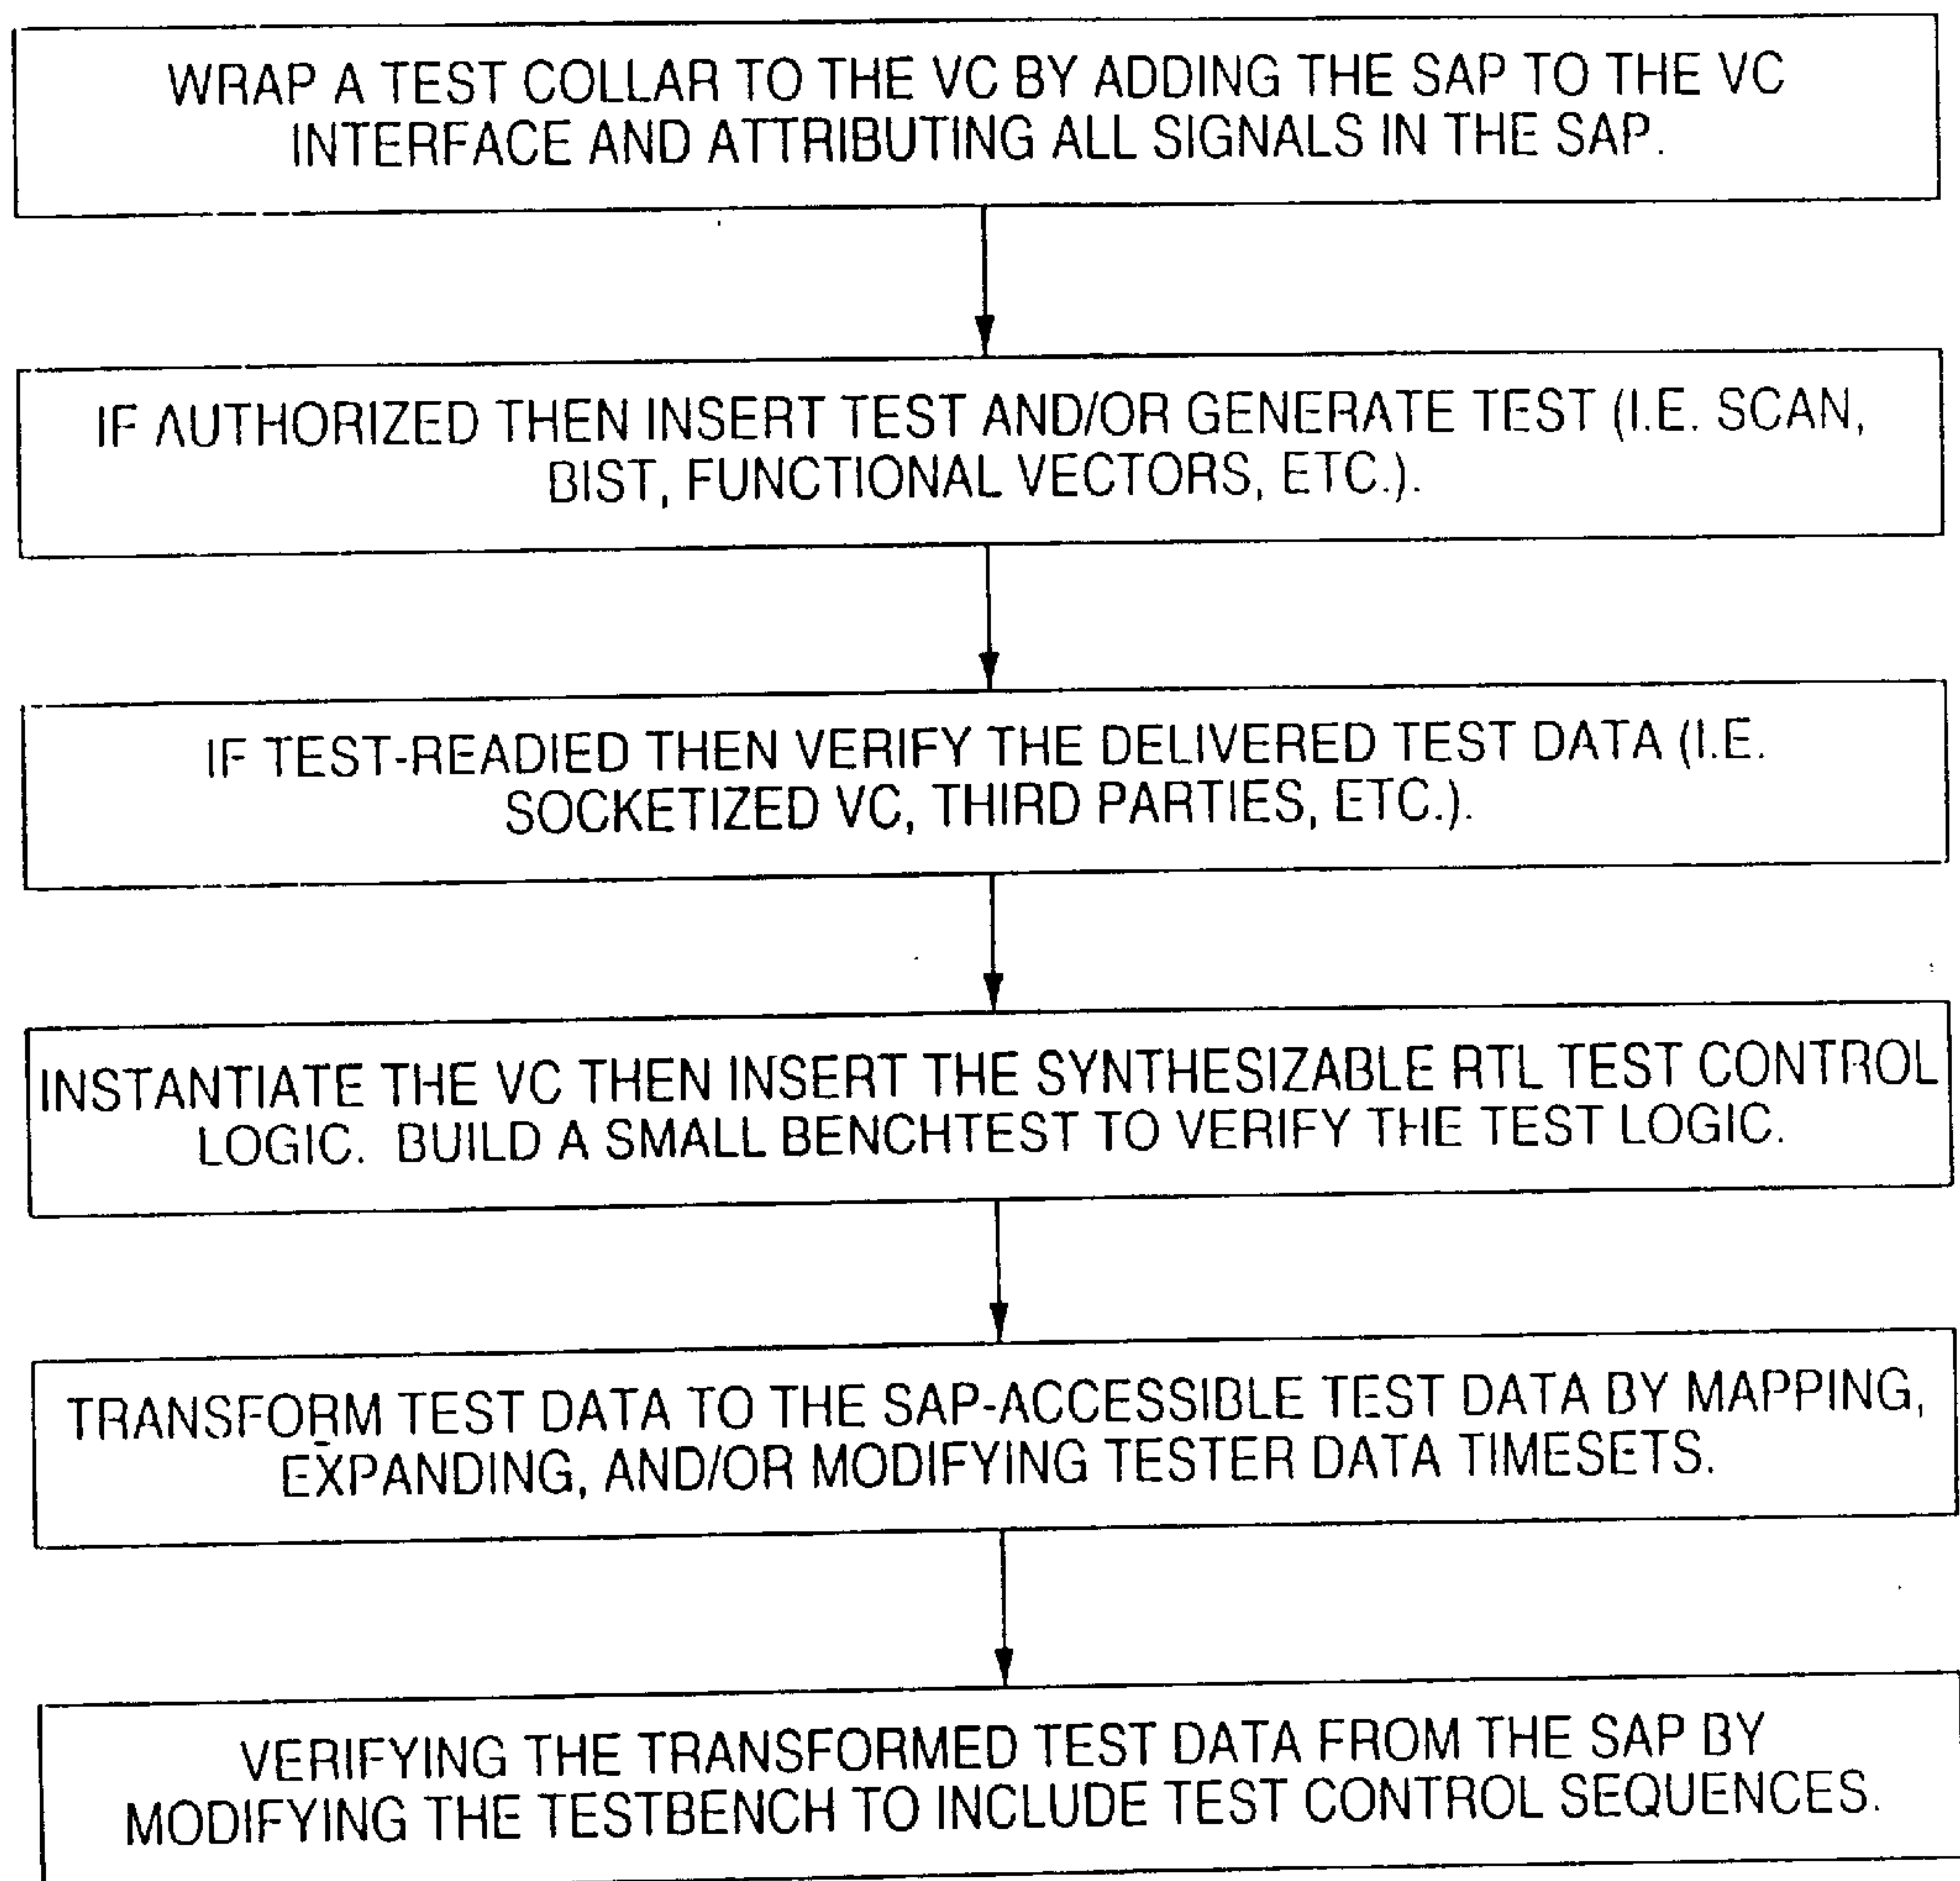 WRAP A TEST COLLAR TO THE VC BY ADDING THE SAP TO THE VC
INTERFACE AND ATTRIBUTING ALL SIGNALS IN THE SAP.
IF AUTHORIZED THEN INSERT TEST AND/OR GENERATE TEST (I.E. SCAN,
BIST, FUNCTIONAL VECTORS, ETC.).
IF TEST-READIED THEN VERIFY THE DELIVERED TEST DATA (I.E.
SOCKETIZED VC, THIRD PARTIES, ETC.).
INSTANTIATE THE VC THEN INSERT THE SYNTHESIZABLE RTL TEST CONTROL
LOGIC. BUILD A SMALL BENCHTEST TO VERIFY THE TEST LOGIC.
TRANSFORM TEST DATA TO THE SAP-ACCESSIBLE TEST DATA BY MAPPING,
EXPANDING, AND/OR MODIFYING TESTER DATA TIMESETS.
VERIFYING THE TRANSFORMED TEST DATA FROM THE SAP BY
MODIFYING THE TESTBENCH TO INCLUDE TEST CONTROL SEQUENCES.